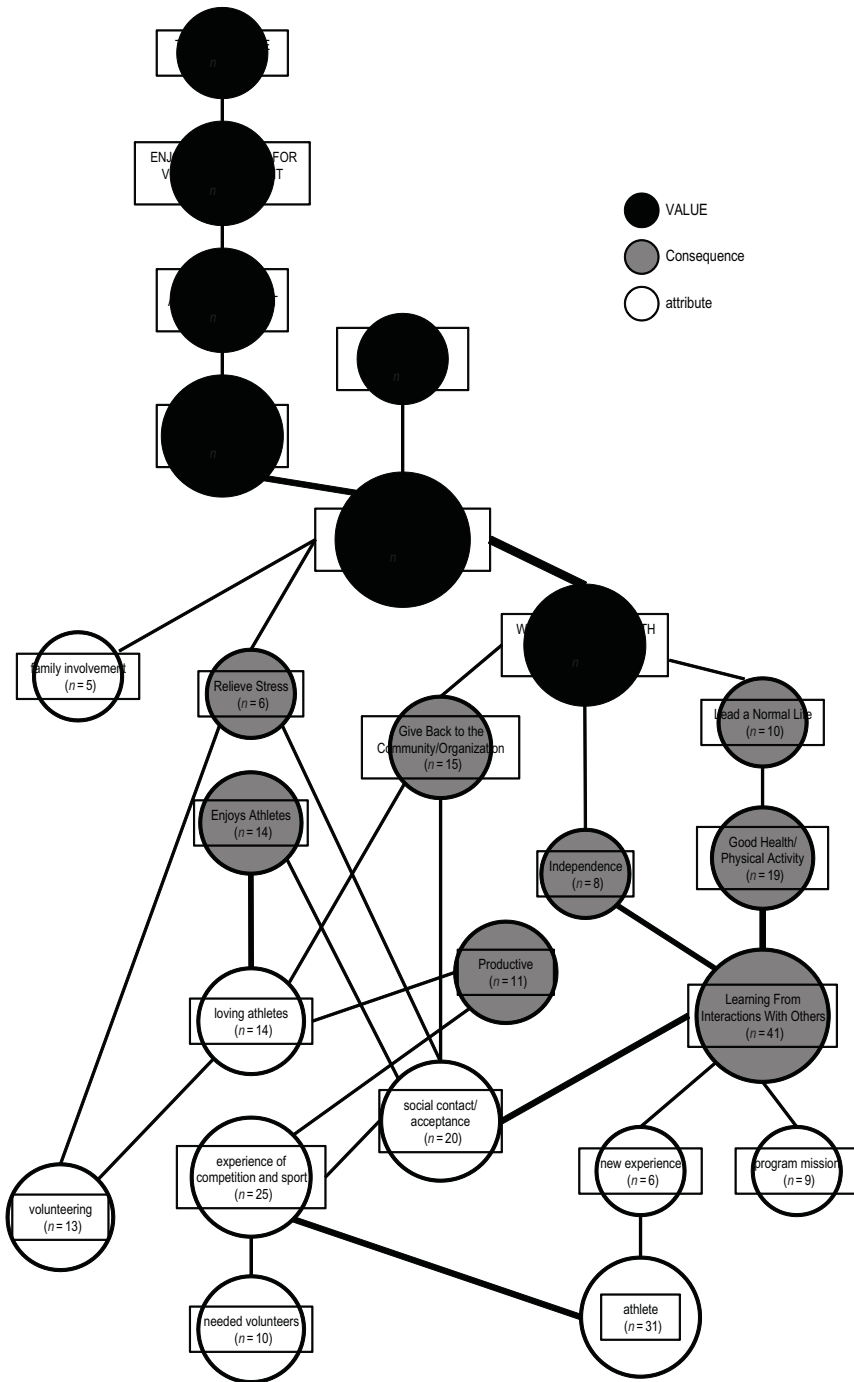 n
FOR
n
n
n
n
n
n
VALUE
Consequence
attribute
family involvement
(n = 5)
Relieve Stress
(n = 6)
Give Back to the
Community/Organization
(n = 15)
Lead a Normal Life
(n = 10)
Enjoys Athletes
(n = 14)
Independence
(n = 8)
Good Health/
Physical Activity
(n = 19)
Productive
(n = 11)
loving athletes
(n = 14)
Learning From
Interactions With Others
(n = 41)
social contact/
acceptance
(n = 20)
experience of
competition and sport
(n = 25)
new experience
(n = 6)
program mission
(n = 9)
volunteering
(n = 13)
needed volunteers
(n = 10)
athlete
(n = 31)